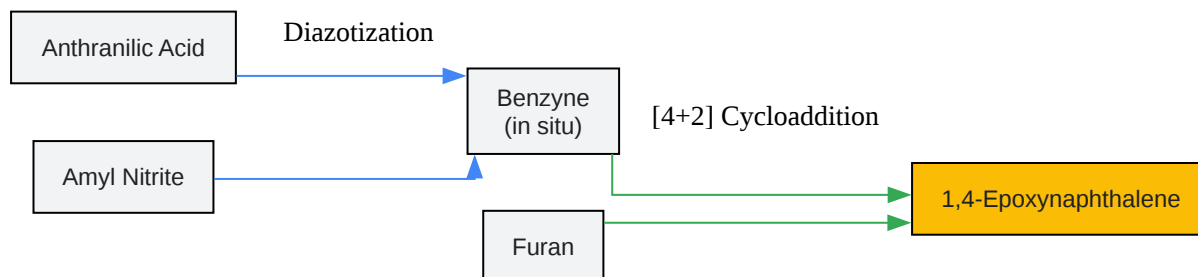 Anthranilic Acid
Diazotization
Benzyne
(in situ)
[4+2] Cycloaddition
Amyl Nitrite
1,4-Epoxynaphthalene
Furan